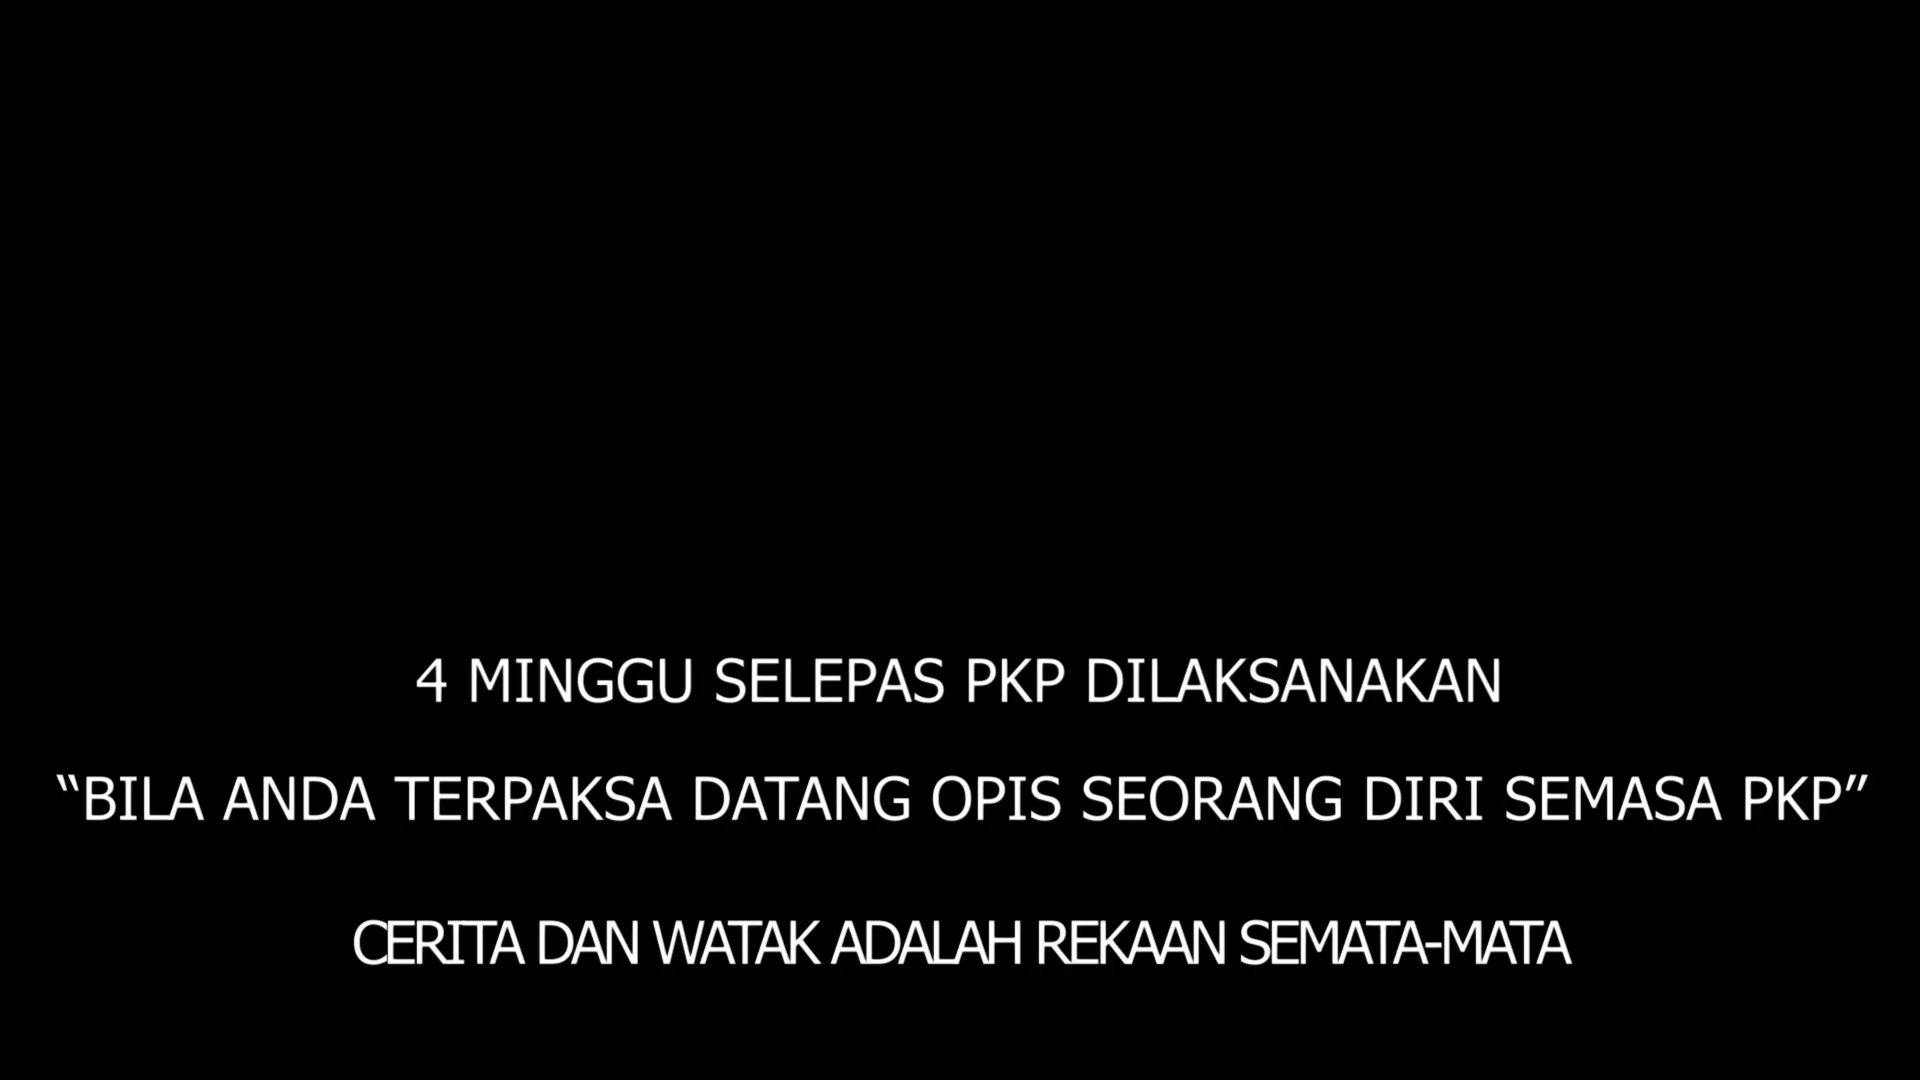 4 MINGGU SELEPAS PKP DILAKSANAKAN
“BILA ANDA TERPAKSA DATANG OPIS SEORANG DIRI SEMASA PKP”
CERITA DAN WATAK ADALAH REKAAN SEMATA-MATA